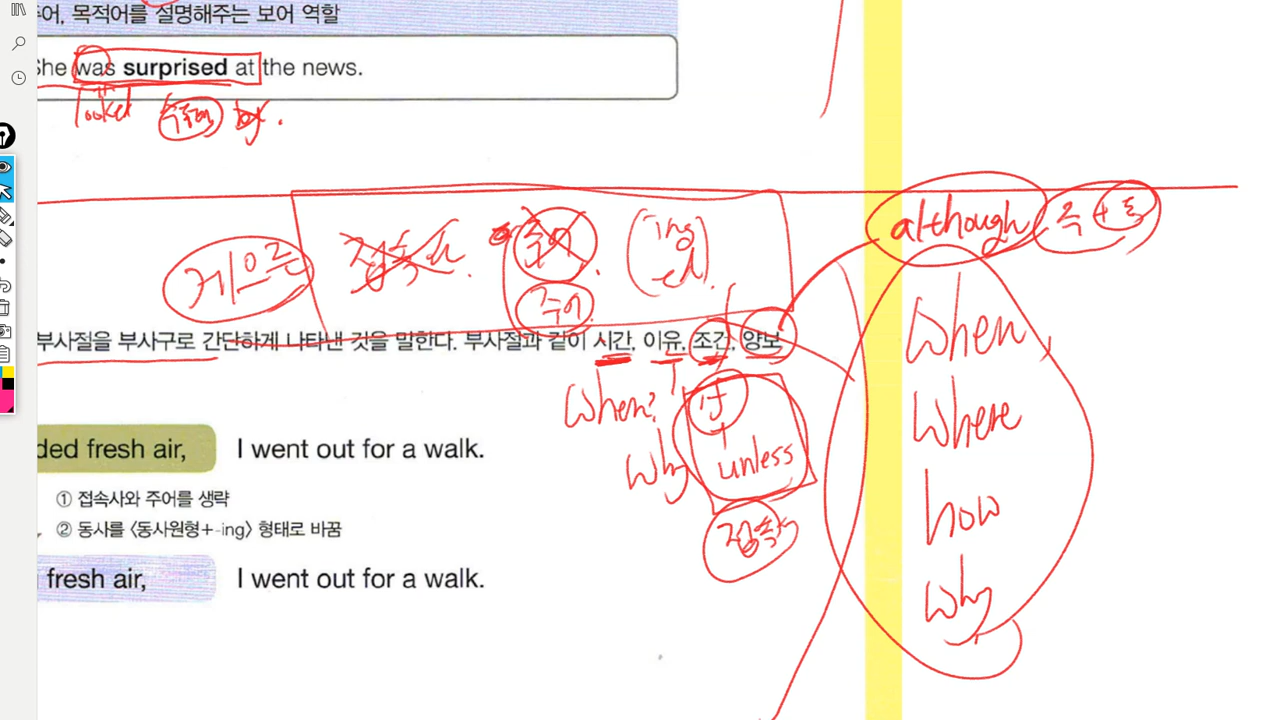 주어, 목적어를 설명해주는 보어 역할
She was surprised at the news.
looked 주어 by.
although 주 + 동
게으른 접속사. 주어. (ing ed).
주어.
부사절을 부사구로 간단하게 나타낸 것을 말한다. 부사절과 같이 시간, 이유, 조건, 양보
When
When? if
Where
ded fresh air, I went out for a walk.
Why unless
① 접속사와 주어를 생략
how
② 동사를 〈동사원형+-ing〉 형태로 바꿈
접속사
fresh air, I went out for a walk.
Why